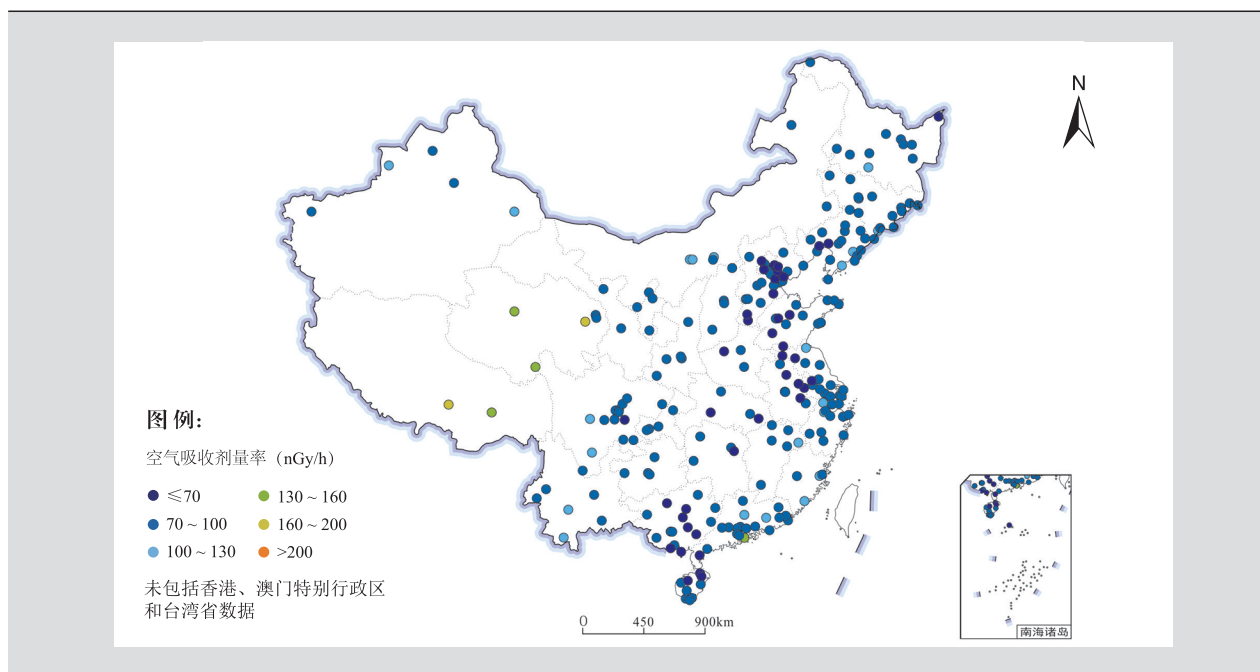 N
图例:
空气吸收剂量率（nGy/h）
≤70
130～160
70～100
160～200
100～130
>200
未包括香港、澳门特别行政区
和台湾省数据
0 450 900km
南海诸岛